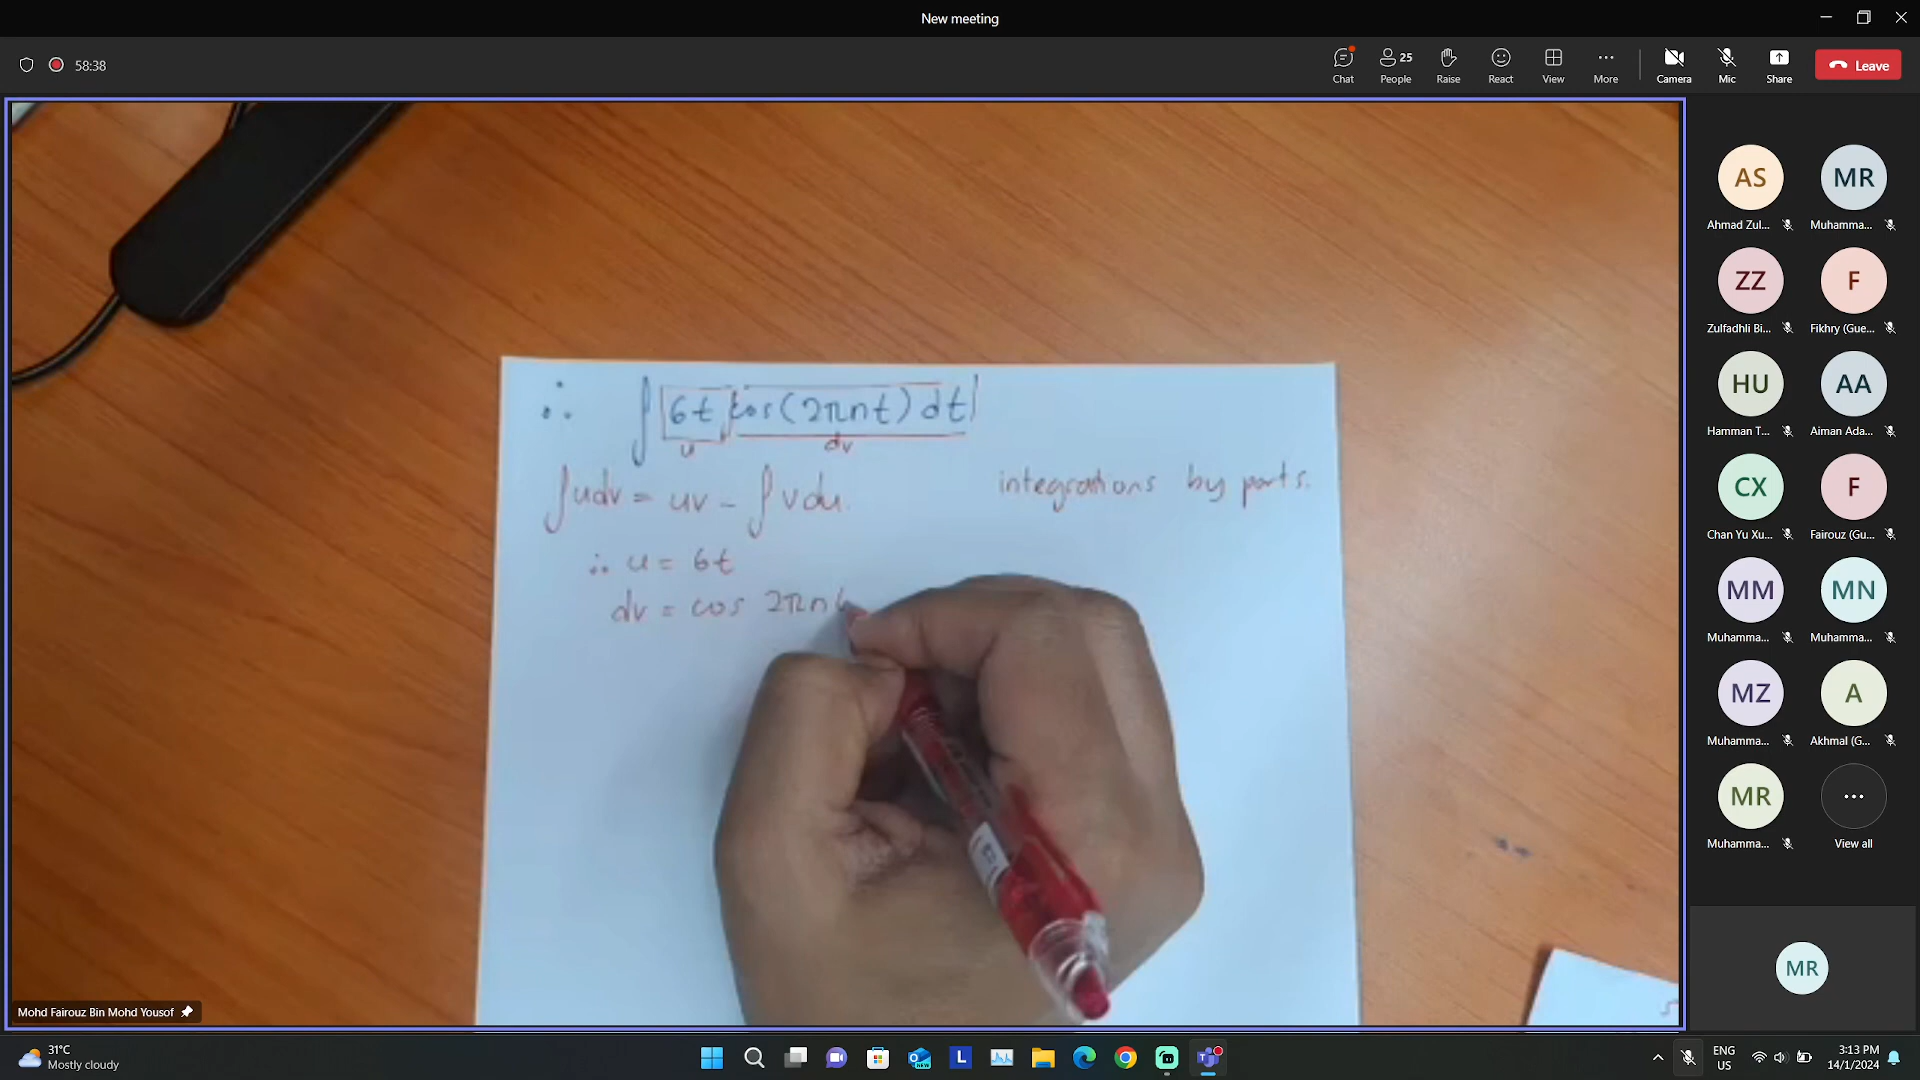 New meeting
58:38
Chat
25
People
Raise
React
View
More
Camera
Mic
Share
Leave
∴ ∫ 6t cos(2πnt) dt
u dv
∫udv = uv - ∫vdu.
integrations by parts.
∴ u = 6t
dv = cos 2πnt
Mohd Fairouz Bin Mohd Yousof
AS
Ahmad Zul...
MR
Muhamma...
ZZ
Zulfadhli Bi...
F
Fikhry (Gue...
HU
Hamman T...
AA
Aiman Ada...
CX
Chan Yu Xu...
F
Fairouz (Gu...
MM
Muhamma...
MN
Muhamma...
MZ
Muhamma...
A
Akhmal (G...
MR
Muhamma...
View all
MR
31°C
Mostly cloudy
NEW
L
ENG
US
3:13 PM
14/1/2024